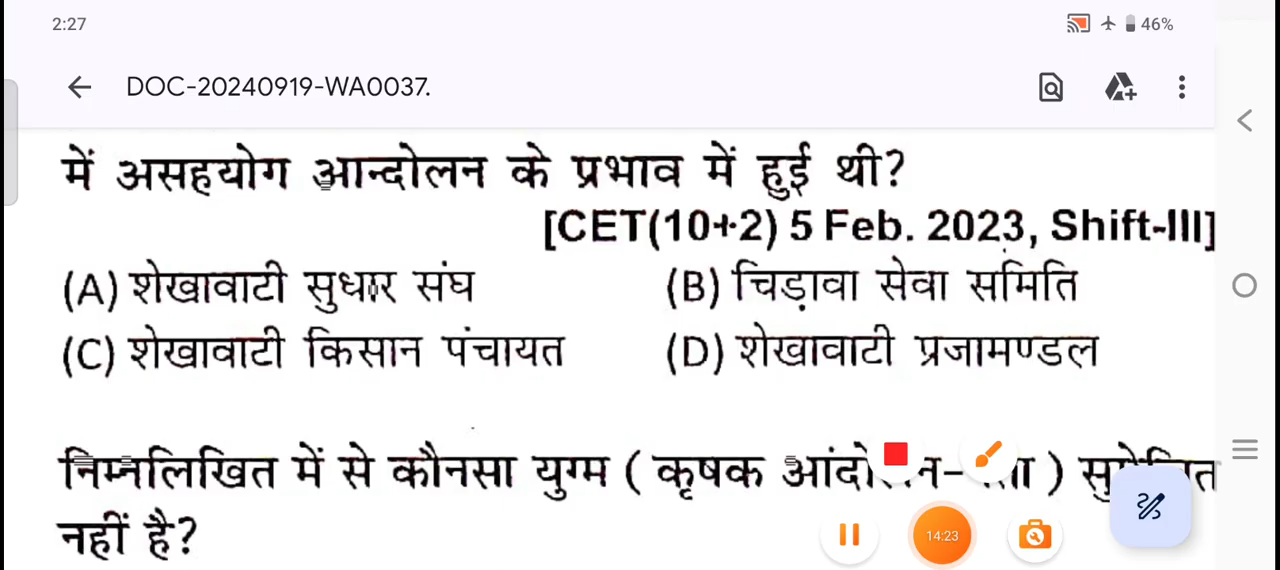 2:27
46%
DOC-20240919-WA0037.
में असहयोग आन्दोलन के प्रभाव में हुई थी?
[CET(10+2) 5 Feb. 2023, Shift-III]
(A) शेखावाटी सुधार संघ (B) चिड़ावा सेवा समिति
(C) शेखावाटी किसान पंचायत (D) शेखावाटी प्रजामण्डल
निम्नलिखित में से कौनसा युग्म ( कृषक
नहीं है?
14:23